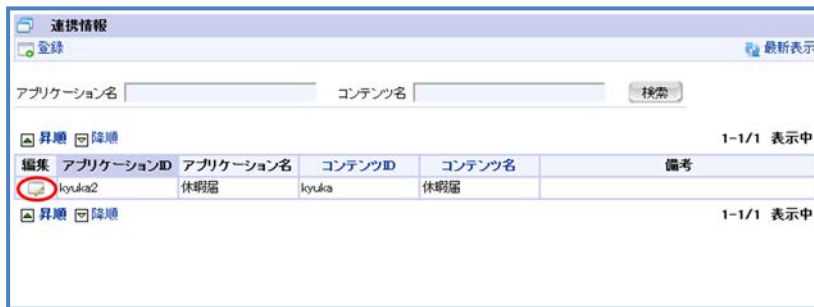 連携情報
登録 最新表示
アプリケーション名 コンテンツ名 検索
昇順 降順 1-1/1 表示中
編集 アプリケーションID アプリケーション名 コンテンツID コンテンツ名 備考
kyuka2 休暇届 kyuka 休暇届
昇順 降順 1-1/1 表示中